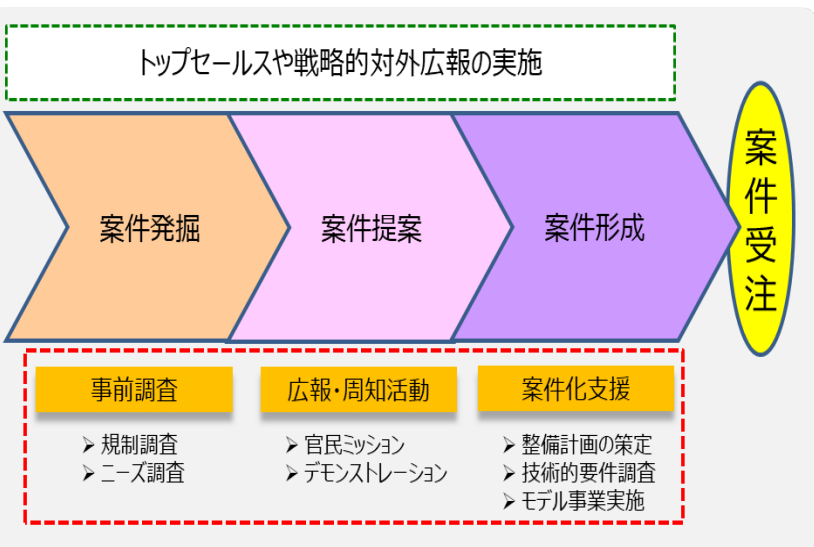 トップセールスや戦略的対外広報の実施
案件発掘
案件提案
案件形成
案件受注
事前調査
➢ 規制調査
➢ ニーズ調査
広報・周知活動
➢ 官民ミッション
➢ デモンストレーション
案件化支援
➢ 整備計画の策定
➢ 技術的要件調査
➢ モデル事業実施